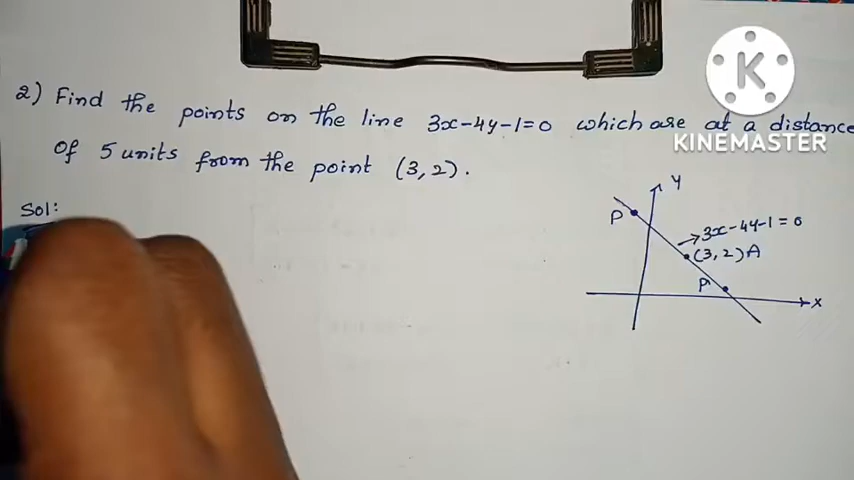 K
KINEMASTER
2) Find the points on the line 3x-4y-1=0 which are at a distance
of 5 units from the point (3, 2).
Sol:
Y
P
3x-4y-1=0
(3, 2) A
P
X